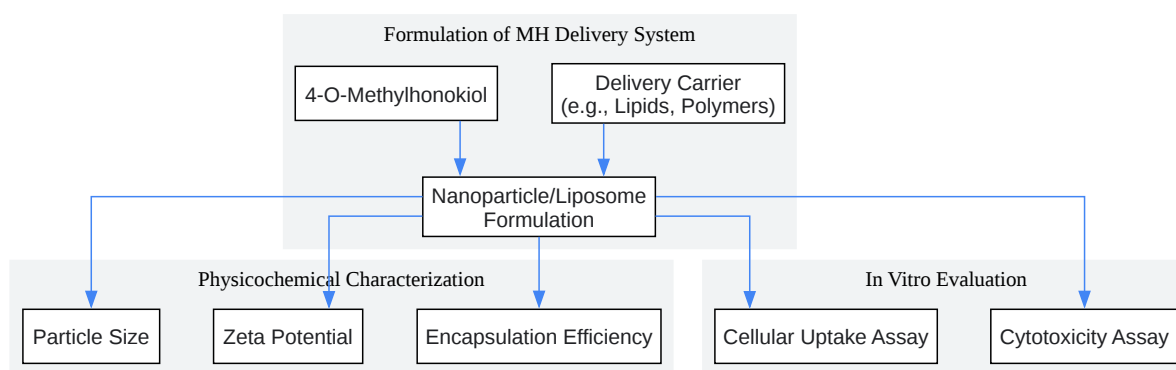 Formulation of MH Delivery System
4-O-Methylhonokiol
Delivery Carrier
(e.g., Lipids, Polymers)
Nanoparticle/Liposome
Formulation
Physicochemical Characterization
In Vitro Evaluation
Particle Size
Zeta Potential
Encapsulation Efficiency
Cellular Uptake Assay
Cytotoxicity Assay